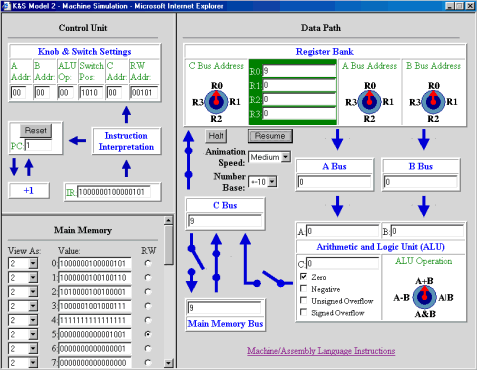 K&S Model 2 - Machine Simulation - Microsoft Internet Explorer
Control Unit
Knob & Switch Settings
A Addr: B Addr: ALU Op: Switch Pos: C Addr: RW Addr:
00 00 00 1010 00 00101
Reset
PC: 1
Instruction Interpretation
+1
IR: 1000000100000101
Main Memory
View As: Value: RW
2 0: 1000000100000101
2 1: 1000000100100110
2 2: 1010000100100001
2 3: 1000001001000111
2 4: 1111111111111111
2 5: 0000000000001001
2 6: 0000000000000001
2 7: 0000000000000000
Data Path
Register Bank
C Bus Address
R0
R3 R1
R2
R0: 9
R1: 0
R2: 0
R3: 0
A Bus Address
R0
R3 R1
R2
B Bus Address
R0
R3 R1
R2
Halt Resume
Animation Speed: Medium
Number Base: +-10
A Bus
0
B Bus
0
C Bus
9
A: 0 B: 0
Arithmetic and Logic Unit (ALU)
C: 0
Zero
Negative
Unsigned Overflow
Signed Overflow
ALU Operation
A+B
A-B A|B
A&B
9
Main Memory Bus
Machine/Assembly Language Instructions